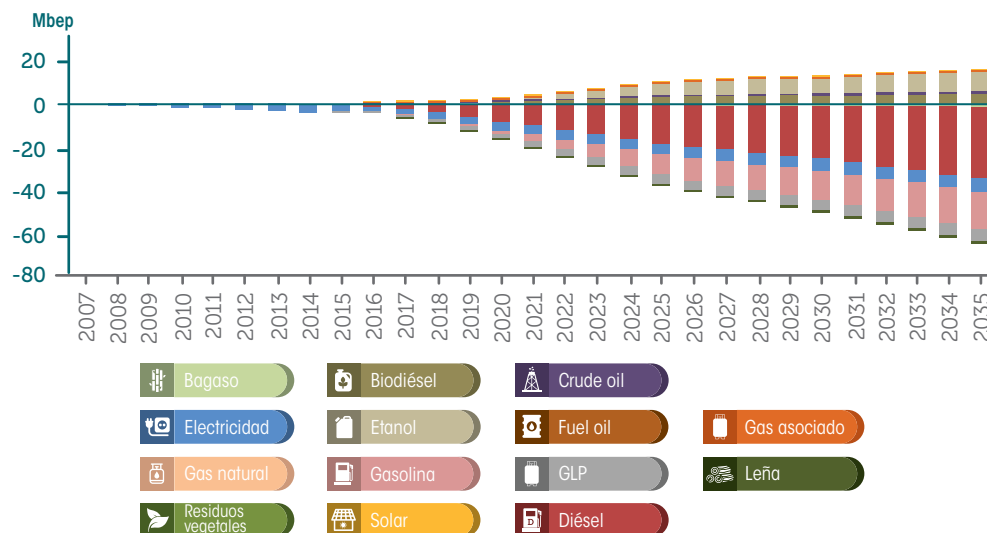 Mbep
20
0
-20
-40
-60
-80
2007
2008
2009
2010
2011
2012
2013
2014
2015
2016
2017
2018
2019
2020
2021
2022
2023
2024
2025
2026
2027
2028
2029
2030
2031
2032
2033
2034
2035
Bagaso
Biodiésel
Crude oil
Electricidad
Etanol
Fuel oil
Gas asociado
Gas natural
Gasolina
GLP
Leña
Residuos
vegetales
Solar
D
Diésel